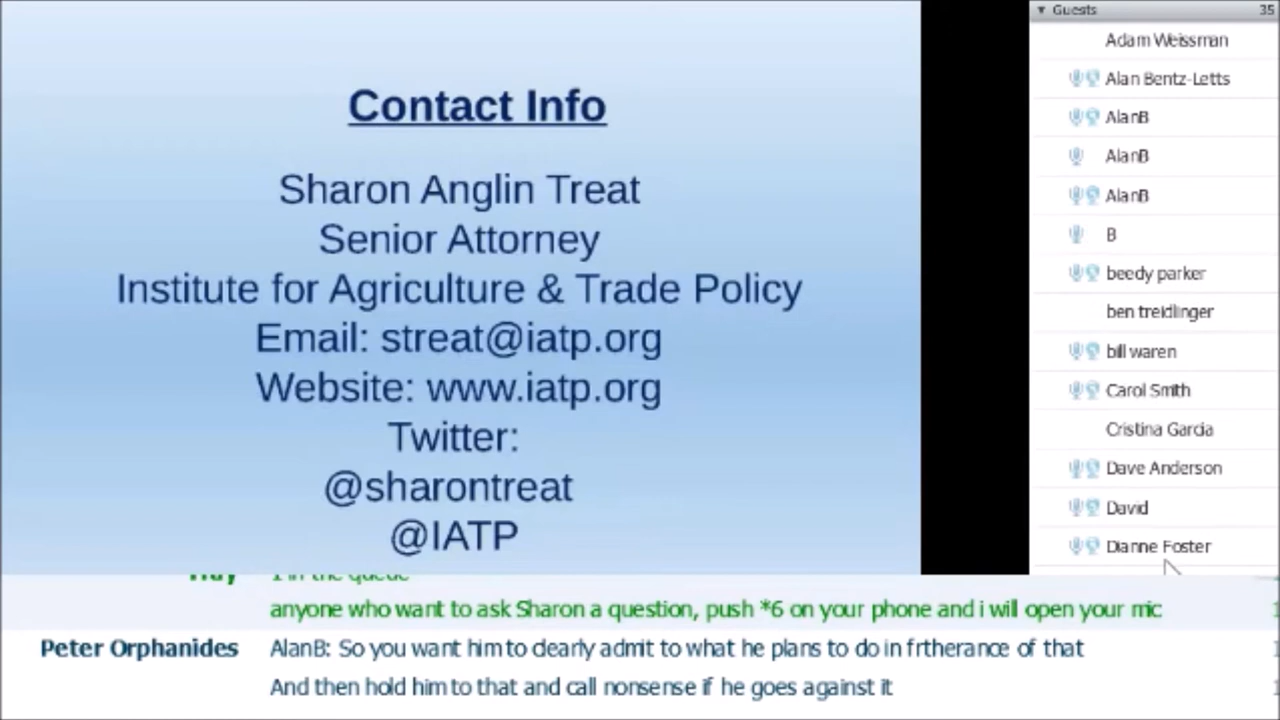 Contact Info
Sharon Anglin Treat
Senior Attorney
Institute for Agriculture & Trade Policy
Email: streat@iatp.org
Website: www.iatp.org
Twitter:
@sharontreat
@IATP
Guests 35
Adam Weissman
Alan Bentz-Letts
AlanB
AlanB
AlanB
B
beedy parker
ben treidlinger
bill waren
Carol Smith
Cristina Garcia
Dave Anderson
David
Dianne Foster
in the queue
anyone who want to ask Sharon a question, push *6 on your phone and i will open your mic
Peter Orphanides AlanB: So you want him to clearly admit to what he plans to do in frtherance of that
And then hold him to that and call nonsense if he goes against it